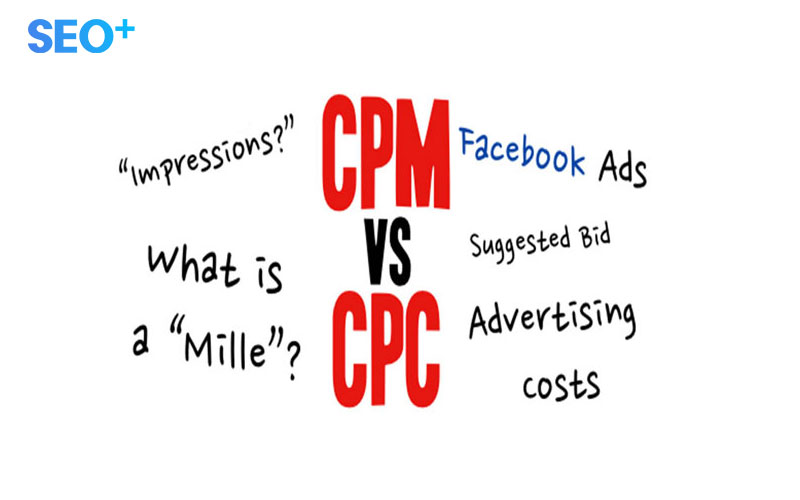 SEO+
"Impressions?"
What is
a "Mille"?
CPM
VS
CPC
Facebook Ads
Suggested Bid
Advertising
costs